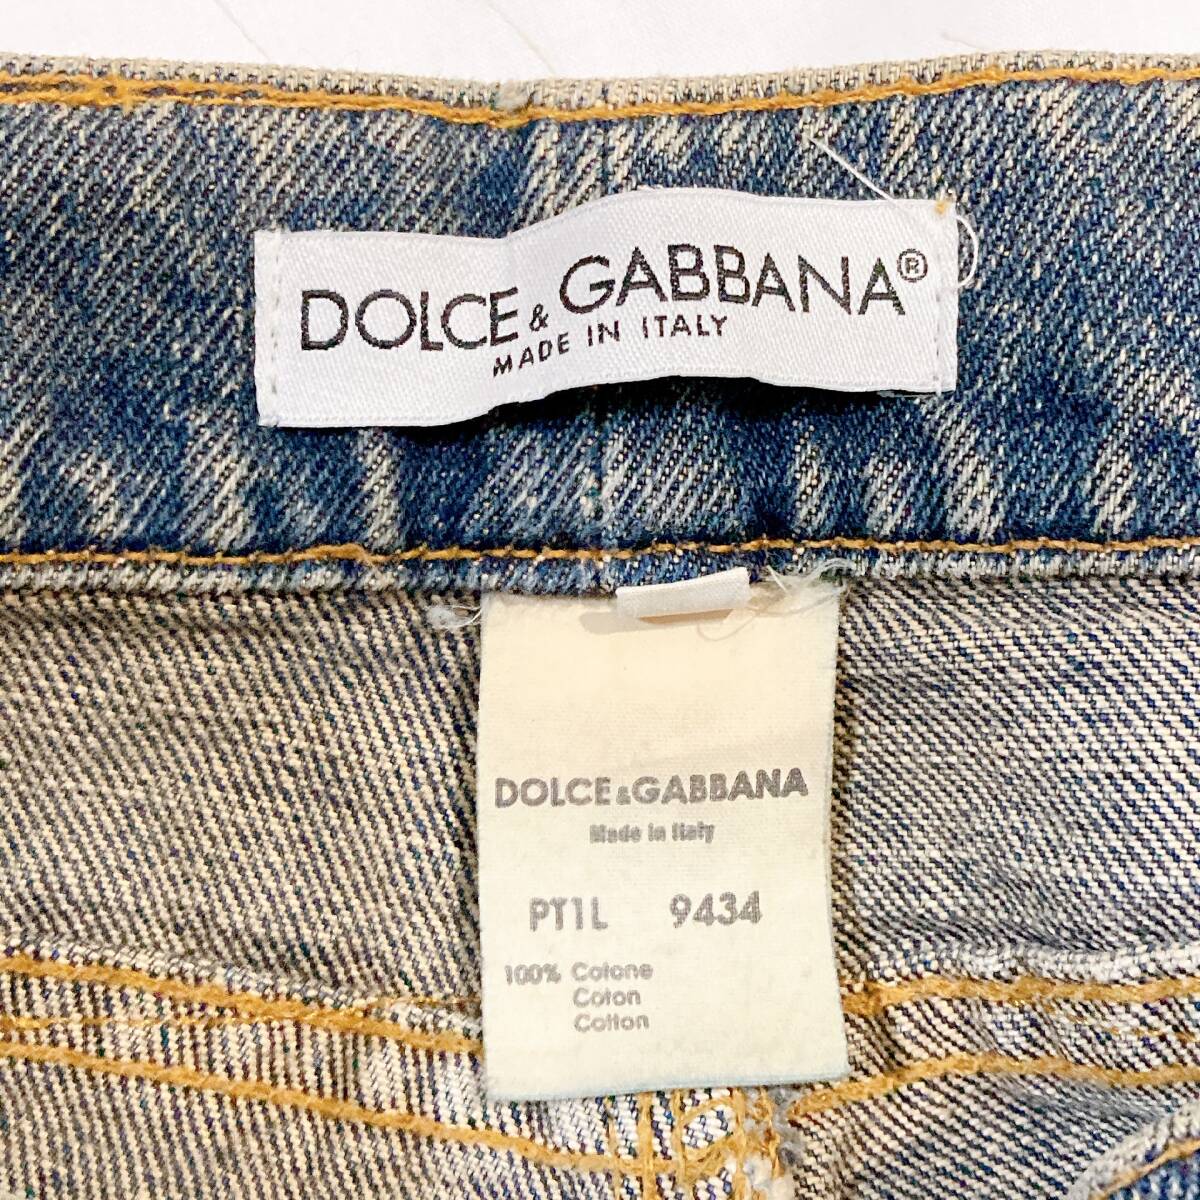 DOLCE & GABBANA®
MADE IN ITALY
DOLCE & GABBANA
Made in Italy
PT1L 9434
100% Cotone
Coton
Cotton